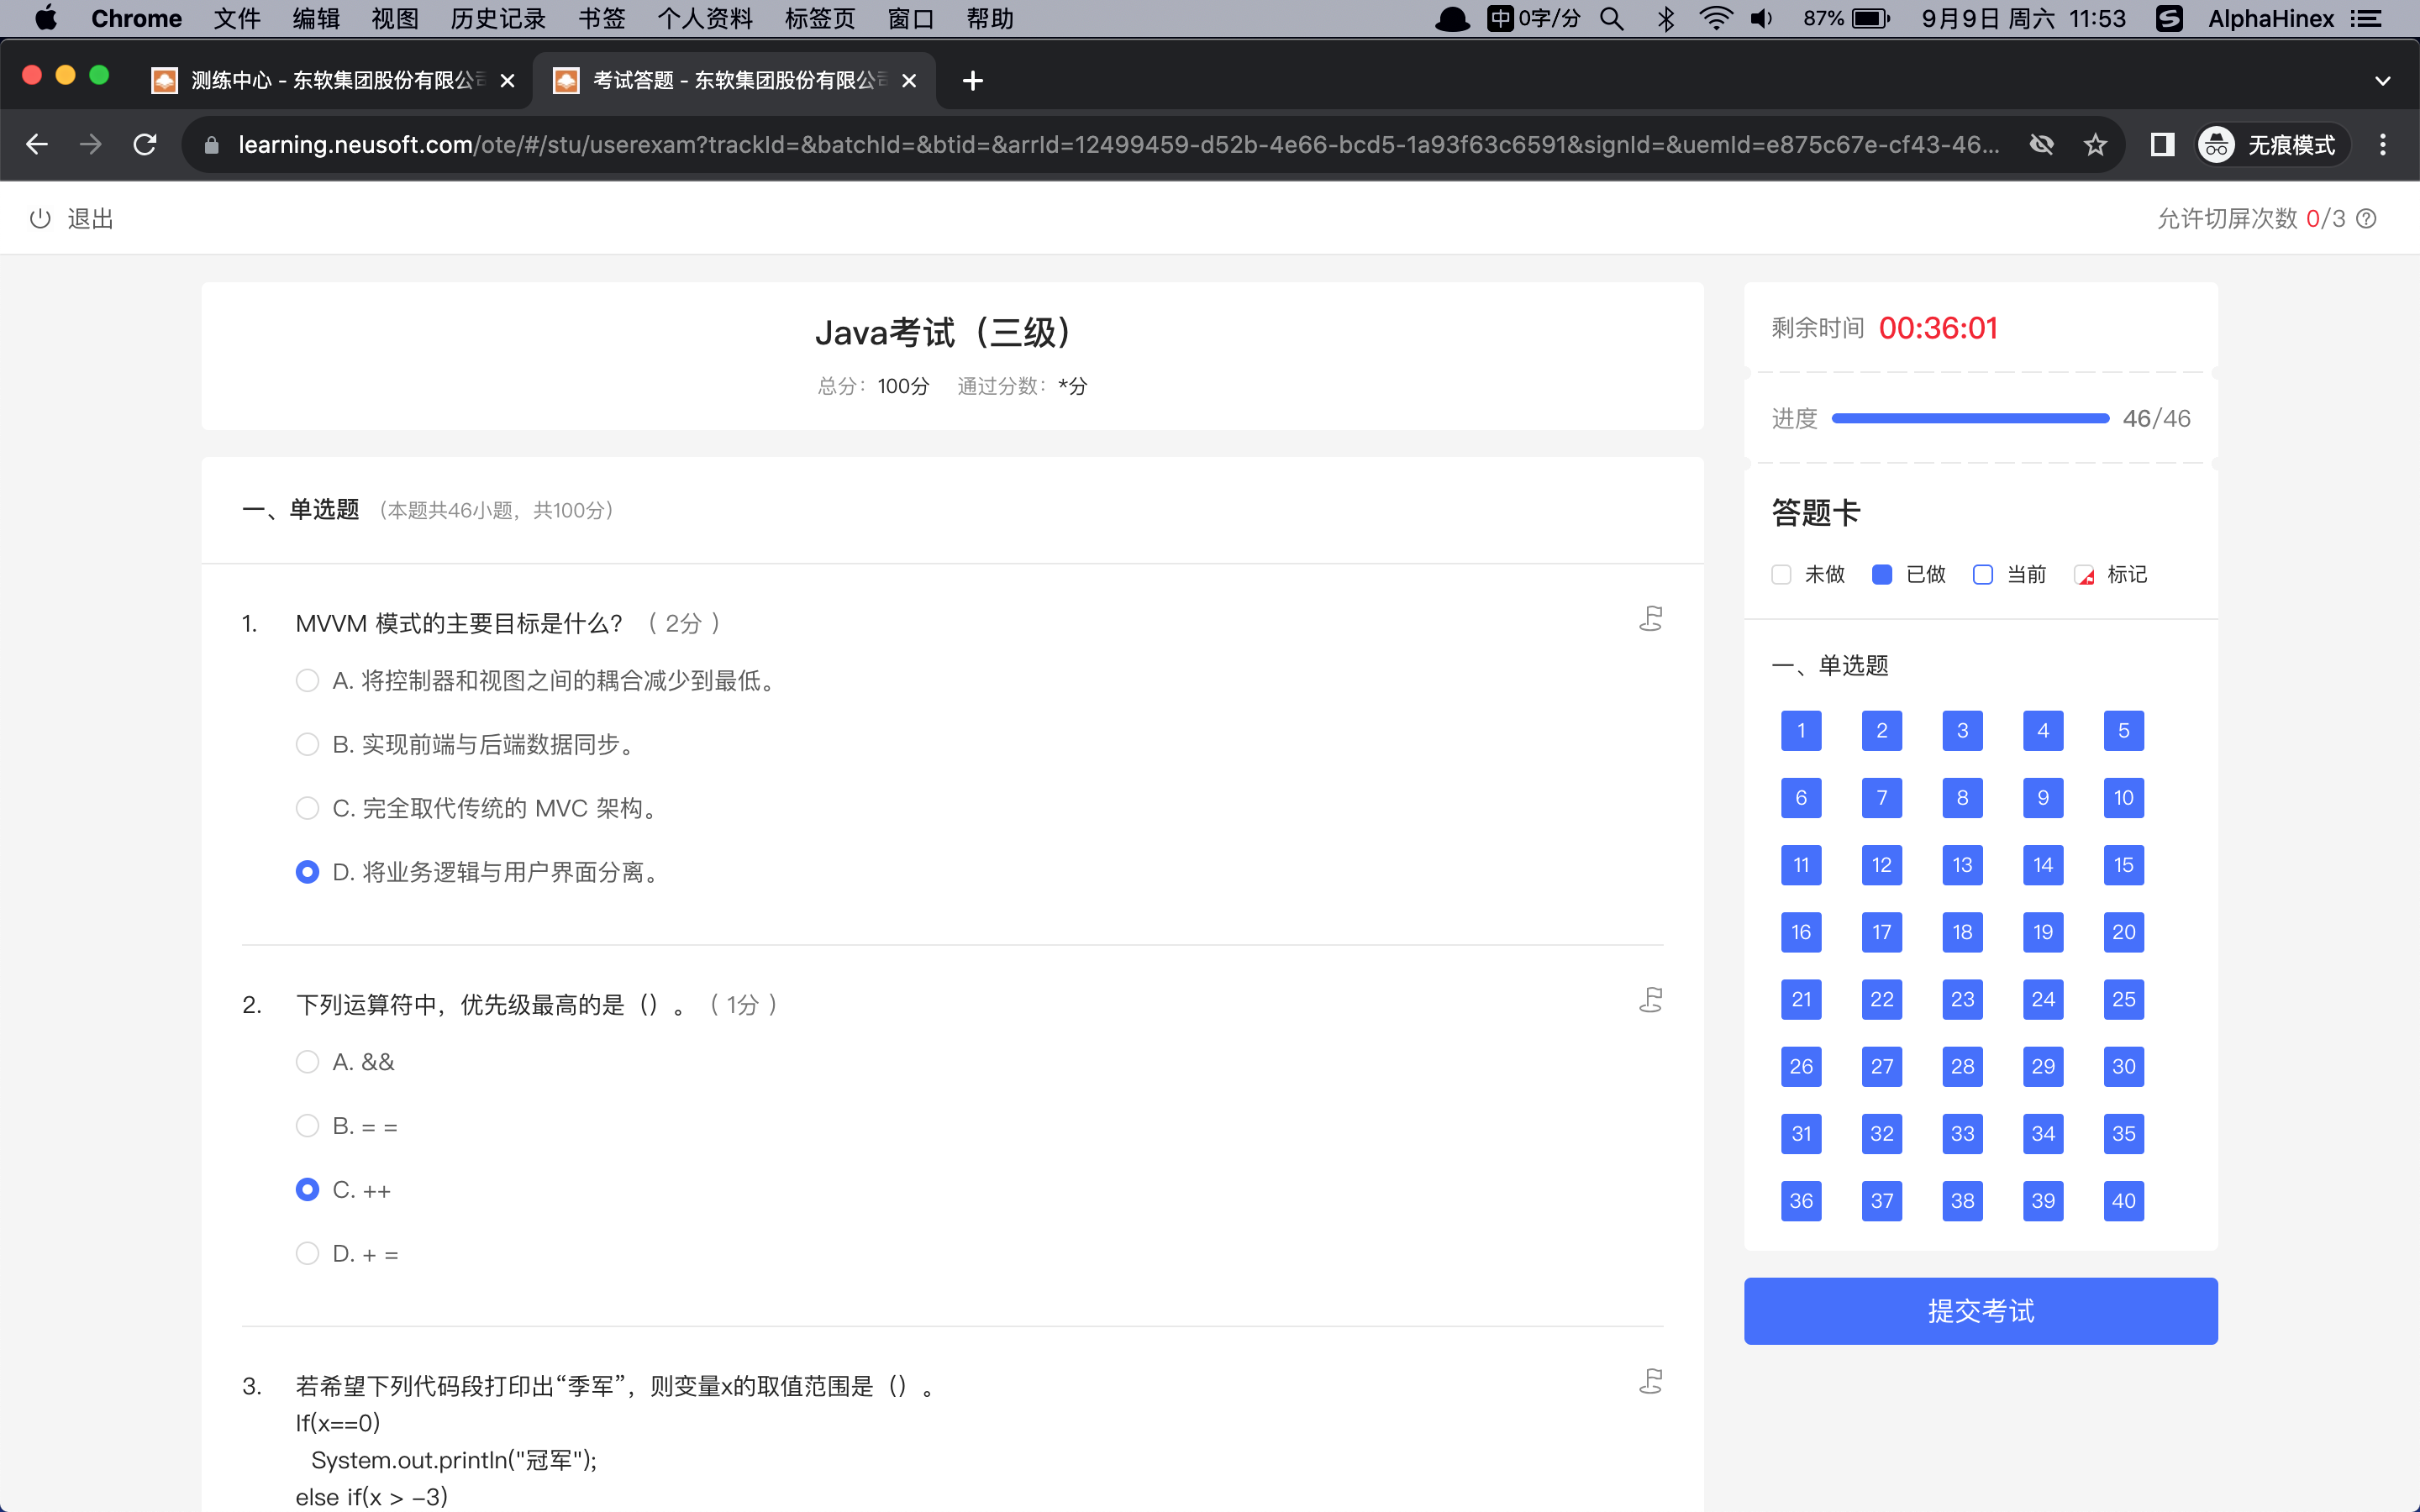 Chrome 文件 编辑 视图 历史记录 书签 个人资料 标签页 窗口 帮助 中 0字/分 87% 9月9日 周六 11:53 AlphaHinex
测练中心 - 东软集团股份有限公司 考试答题 - 东软集团股份有限公司
learning.neusoft.com/ote/#/stu/userexam?trackId=&batchId=&btid=&arrId=12499459-d52b-4e66-bcd5-1a93f63c6591&signId=&uemId=e875c67e-cf43-46... 无痕模式
退出 允许切屏次数 0/3
Java考试（三级）
总分：100分 通过分数：*分
一、单选题 （本题共46小题，共100分）
1. MVVM 模式的主要目标是什么？（ 2分 ）
A. 将控制器和视图之间的耦合减少到最低。
B. 实现前端与后端数据同步。
C. 完全取代传统的 MVC 架构。
D. 将业务逻辑与用户界面分离。
2. 下列运算符中，优先级最高的是（）。（ 1分 ）
A. &&
B. = =
C. ++
D. + =
3. 若希望下列代码段打印出“季军”，则变量x的取值范围是（）。
If(x==0)
System.out.println("冠军");
else if(x > –3)
剩余时间 00:36:01
进度 46/46
答题卡
未做 已做 当前 标记
一、单选题
1 2 3 4 5
6 7 8 9 10
11 12 13 14 15
16 17 18 19 20
21 22 23 24 25
26 27 28 29 30
31 32 33 34 35
36 37 38 39 40
提交考试